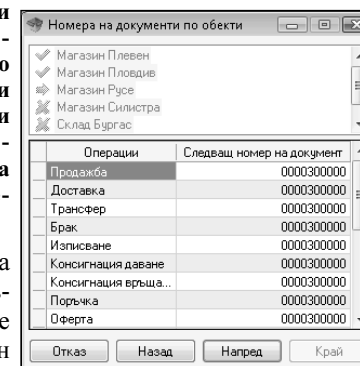 Номера на документи по обекти
Магазин Плевен
Магазин Пловдив
Магазин Русе
Магазин Силистра
Склад Бургас
Операции Следващ номер на документ
Продажба 0000300000
Доставка 0000300000
Трансфер 0000300000
Брак 0000300000
Изписване 0000300000
Консигнация даване 0000300000
Консигнация връща... 0000300000
Поръчка 0000300000
Оферта 0000300000
Отказ Назад Напред Край